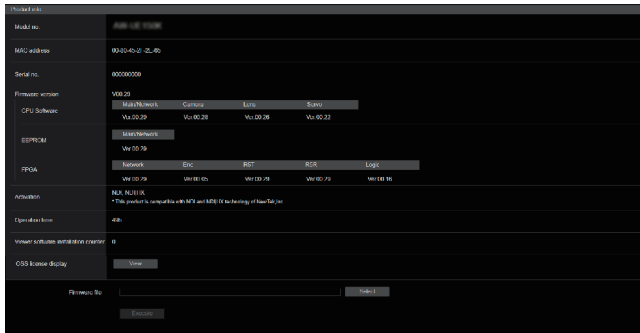 Product info
Model no.
MAC address
Serial no. 000000000
Firmware version V00.29
CPU Software
Main/Network Camera Lens Servo
Ver.00.29 Ver.00.28 Ver.00.26 Ver.00.22
EEPROM
Main/Network
Ver.00.29
FPGA
Network Enc RST RSR Logic
Ver.00.29 Ver.00.05 Ver.00.29 Ver.00.29 Ver.00.16
Activation
* This product is compatible with NDI and NDI|HX technology of NewTek,Inc
Operation time
Viewer software installation counter 0
OSS license display View
Firmware file Select
Execute